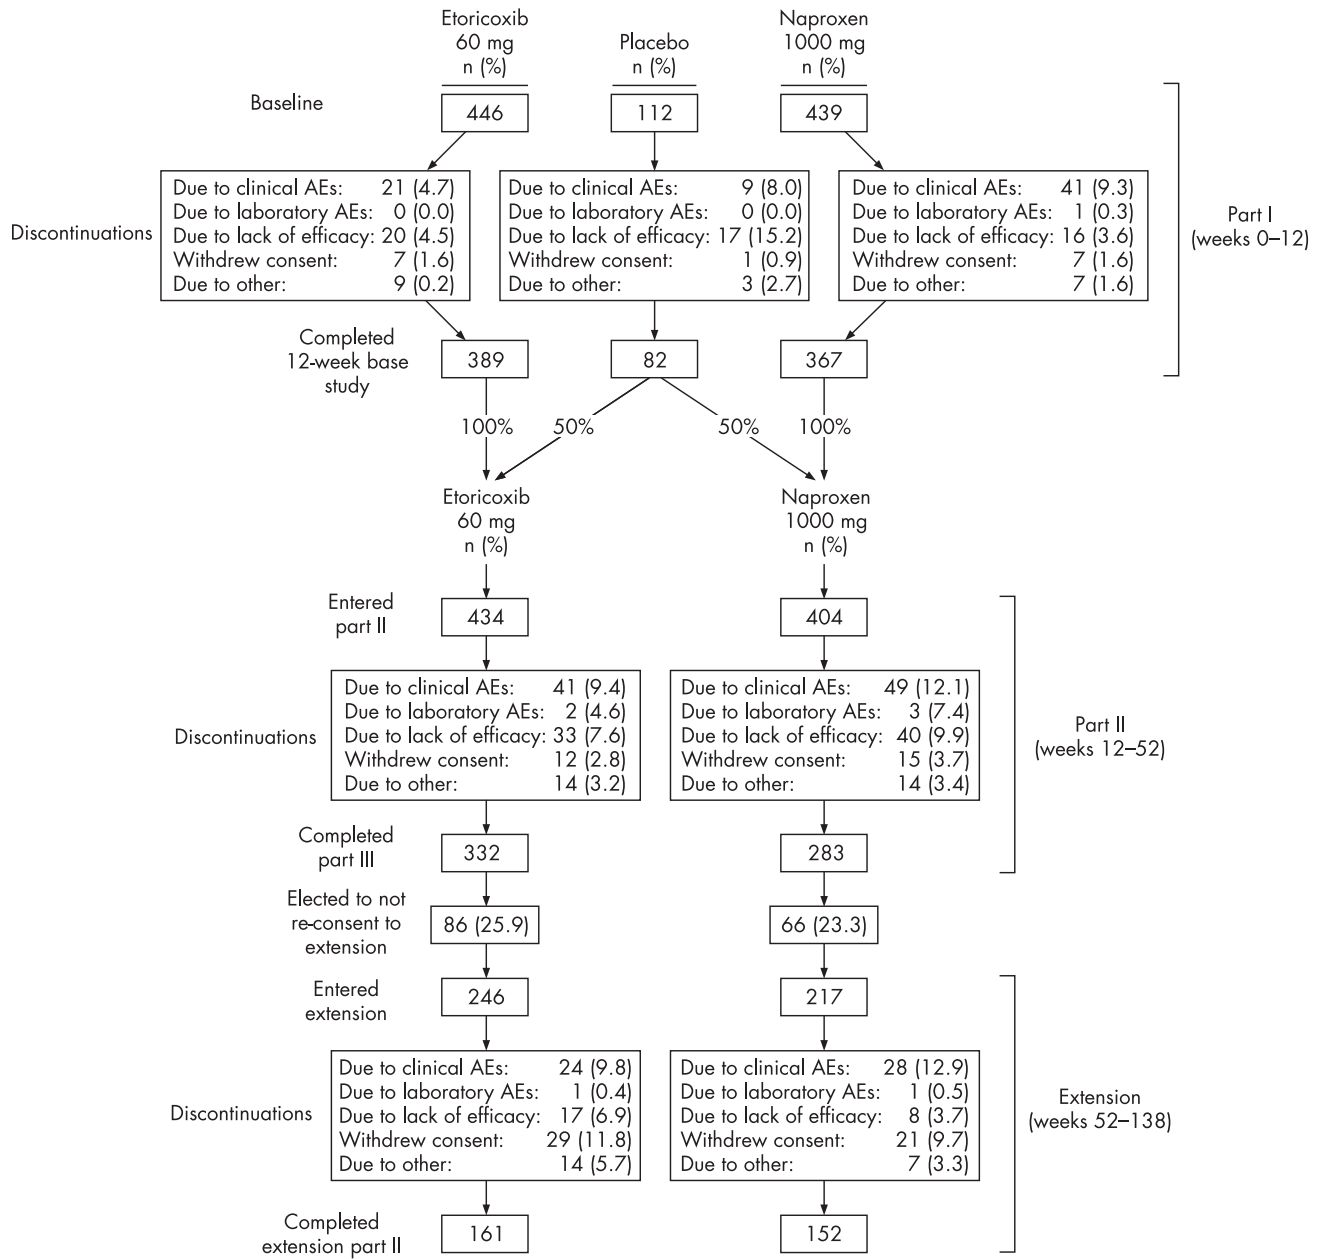 Etoricoxib
60 mg
n (%)
Placebo
n (%)
Naproxen
1000 mg
n (%)
Baseline
446
112
439
Discontinuations
Due to clinical AEs: 21 (4.7)
Due to laboratory AEs: 0 (0.0)
Due to lack of efficacy: 20 (4.5)
Withdrew consent: 7 (1.6)
Due to other: 9 (0.2)
Due to clinical AEs: 9 (8.0)
Due to laboratory AEs: 0 (0.0)
Due to lack of efficacy: 17 (15.2)
Withdrew consent: 1 (0.9)
Due to other: 3 (2.7)
Due to clinical AEs: 41 (9.3)
Due to laboratory AEs: 1 (0.3)
Due to lack of efficacy: 16 (3.6)
Withdrew consent: 7 (1.6)
Due to other: 7 (1.6)
Part I
(weeks 0–12)
Completed
12-week base
study
389
82
367
100%
50%
50%
100%
Etoricoxib
60 mg
n (%)
Naproxen
1000 mg
n (%)
Entered
part II
434
404
Discontinuations
Due to clinical AEs: 41 (9.4)
Due to laboratory AEs: 2 (4.6)
Due to lack of efficacy: 33 (7.6)
Withdrew consent: 12 (2.8)
Due to other: 14 (3.2)
Due to clinical AEs: 49 (12.1)
Due to laboratory AEs: 3 (7.4)
Due to lack of efficacy: 40 (9.9)
Withdrew consent: 15 (3.7)
Due to other: 14 (3.4)
Part II
(weeks 12–52)
Completed
part III
332
283
Elected to not
re-consent to
extension
86 (25.9)
66 (23.3)
Entered
extension
246
217
Discontinuations
Due to clinical AEs: 24 (9.8)
Due to laboratory AEs: 1 (0.4)
Due to lack of efficacy: 17 (6.9)
Withdrew consent: 29 (11.8)
Due to other: 14 (5.7)
Due to clinical AEs: 28 (12.9)
Due to laboratory AEs: 1 (0.5)
Due to lack of efficacy: 8 (3.7)
Withdrew consent: 21 (9.7)
Due to other: 7 (3.3)
Extension
(weeks 52–138)
Completed
extension part II
161
152